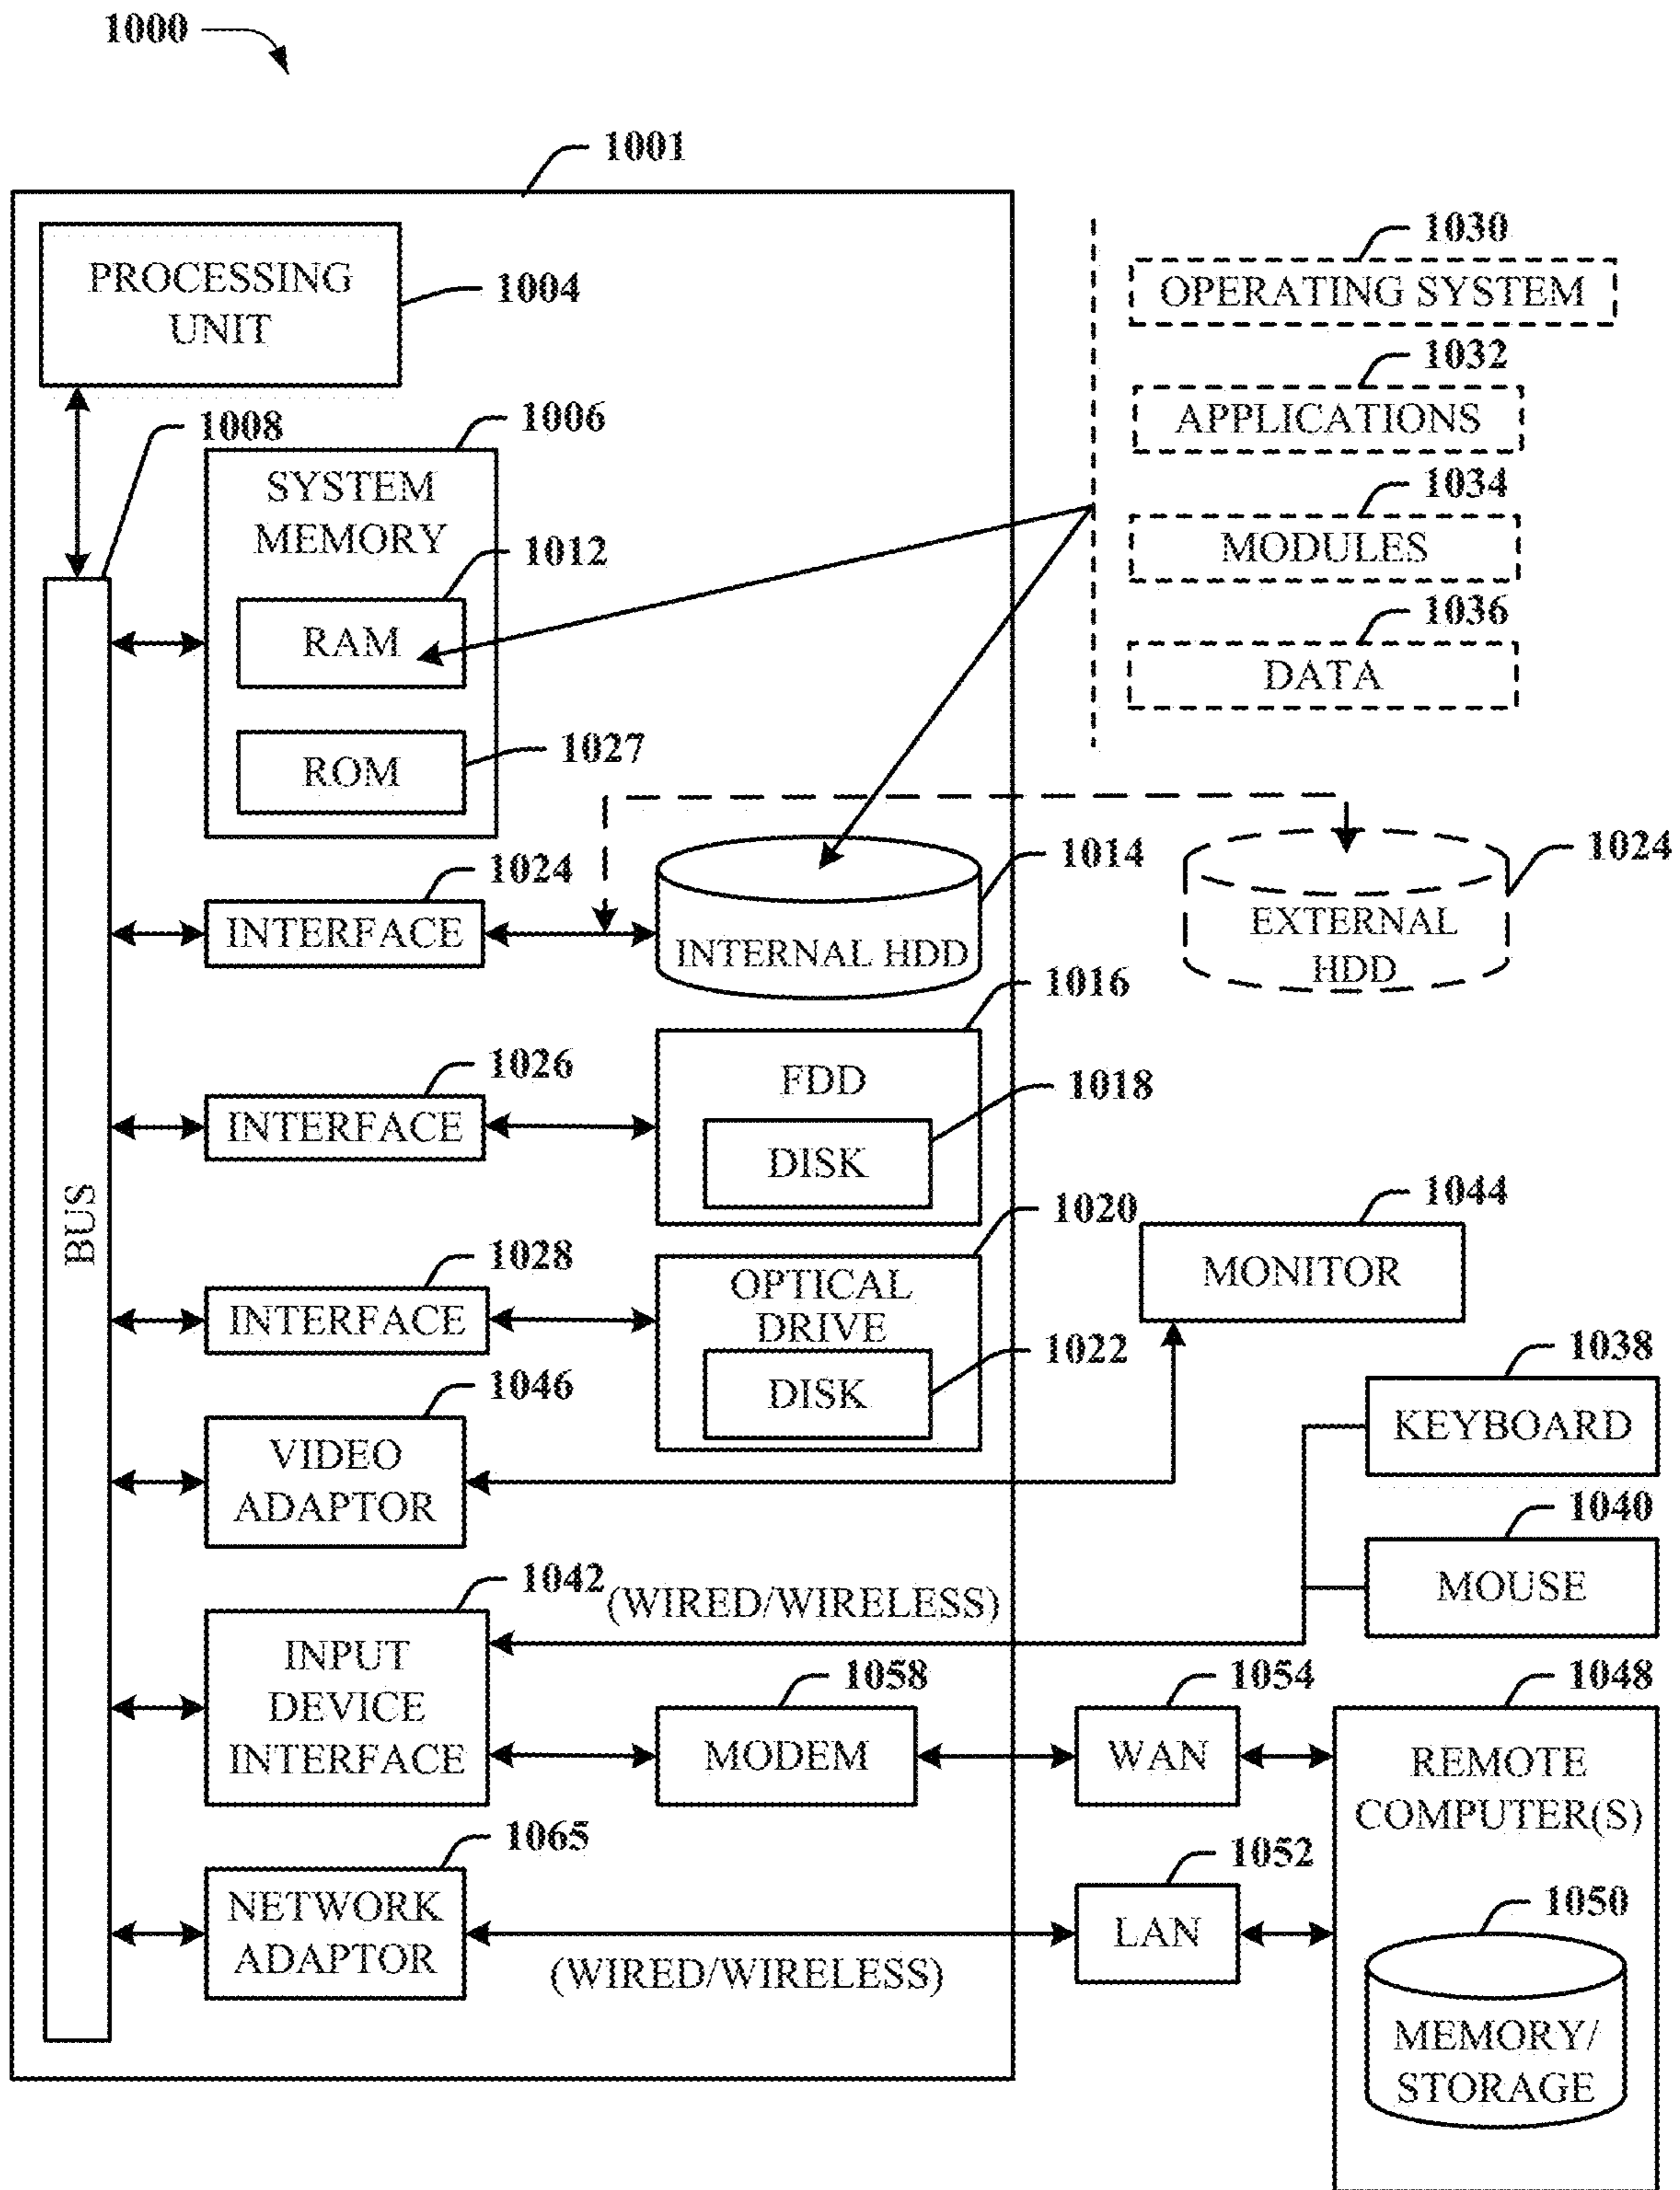 1000
1001
PROCESSING
UNIT
1004
1030
OPERATING SYSTEM
1032
APPLICATIONS
1034
MODULES
1036
DATA
1008
1006
SYSTEM
MEMORY
1012
RAM
1027
ROM
1024
INTERFACE
1014
INTERNAL HDD
1024
EXTERNAL
HDD
1016
1026
INTERFACE
FDD
1018
DISK
BUS
1020
1028
INTERFACE
OPTICAL
DRIVE
1022
DISK
1044
MONITOR
1046
VIDEO
ADAPTOR
1038
KEYBOARD
1040
MOUSE
1042
(WIRED/WIRELESS)
INPUT
DEVICE
INTERFACE
1058
MODEM
1054
WAN
1048
REMOTE
COMPUTER(S)
1065
NETWORK
ADAPTOR
(WIRED/WIRELESS)
1052
LAN
1050
MEMORY/
STORAGE